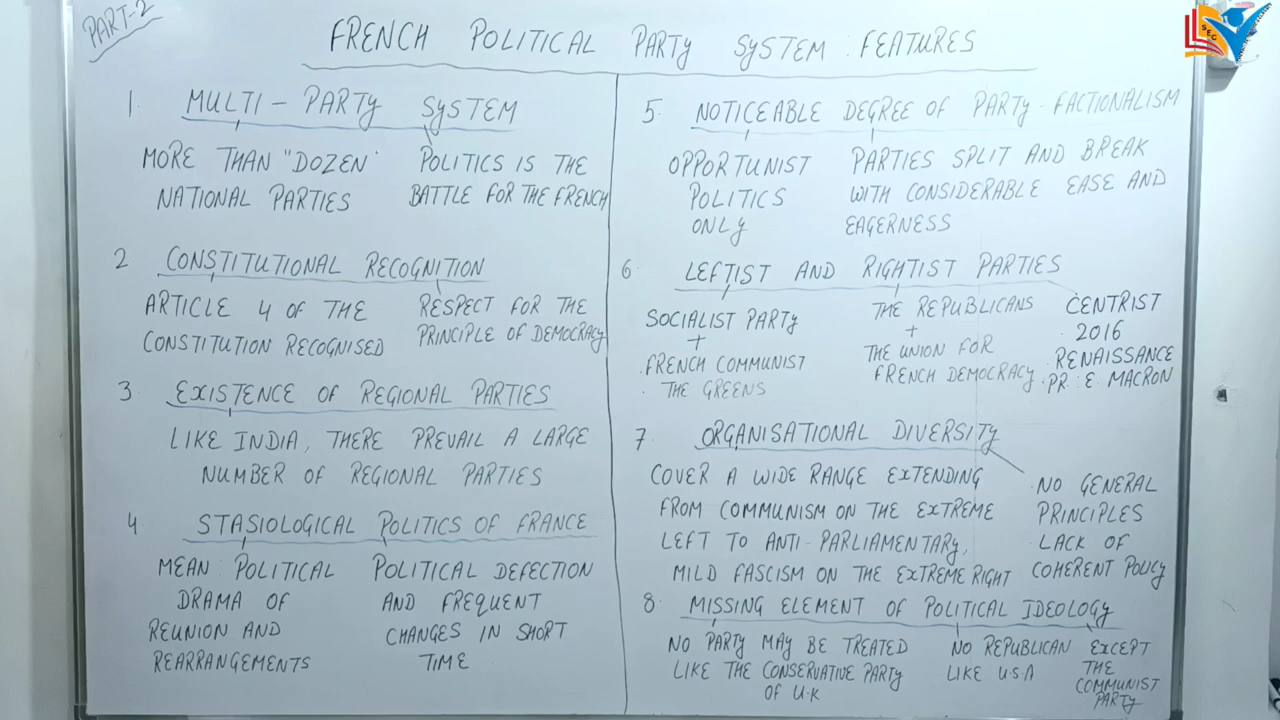 PART-2
FRENCH POLITICAL PARTY SYSTEM : FEATURES
SEC
1. MULTI-PARTY SYSTEM
MORE THAN "DOZEN"
NATIONAL PARTIES
POLITICS IS THE
BATTLE FOR THE FRENCH
2 CONSTITUTIONAL RECOGNITION
ARTICLE 4 OF THE
CONSTITUTION RECOGNISED
RESPECT FOR THE
PRINCIPLE OF DEMOCRACY
3 EXISTENCE OF REGIONAL PARTIES
LIKE INDIA, THERE PREVAIL A LARGE
NUMBER OF REGIONAL PARTIES
4. STASIOLOGICAL POLITICS OF FRANCE
MEAN : POLITICAL
DRAMA OF
REUNION AND
REARRANGEMENTS
POLITICAL DEFECTION
AND FREQUENT
CHANGES IN SHORT
TIME
5. NOTICEABLE DEGREE OF PARTY-FACTIONALISM
OPPORTUNIST
POLITICS
ONLY
PARTIES SPLIT AND BREAK
WITH CONSIDERABLE EASE AND
EAGERNESS
6 LEFTIST AND RIGHTIST PARTIES
SOCIALIST PARTY
+
FRENCH COMMUNIST
THE GREENS
THE REPUBLICANS
+
THE UNION FOR
FRENCH DEMOCRACY
CENTRIST
2016
RENAISSANCE
PR : E. MACRON
7 ORGANISATIONAL DIVERSITY
COVER A WIDE RANGE EXTENDING
FROM COMMUNISM ON THE EXTREME
LEFT TO ANTI-PARLIAMENTARY,
MILD FASCISM ON THE EXTREME RIGHT
NO GENERAL
PRINCIPLES
LACK OF
COHERENT POLICY
8 MISSING ELEMENT OF POLITICAL IDEOLOGY
NO PARTY MAY BE TREATED
LIKE THE CONSERVATIVE PARTY
OF U.K
NO REPUBLICAN
LIKE U.S.A
EXCEPT
THE
COMMUNIST
PARTY